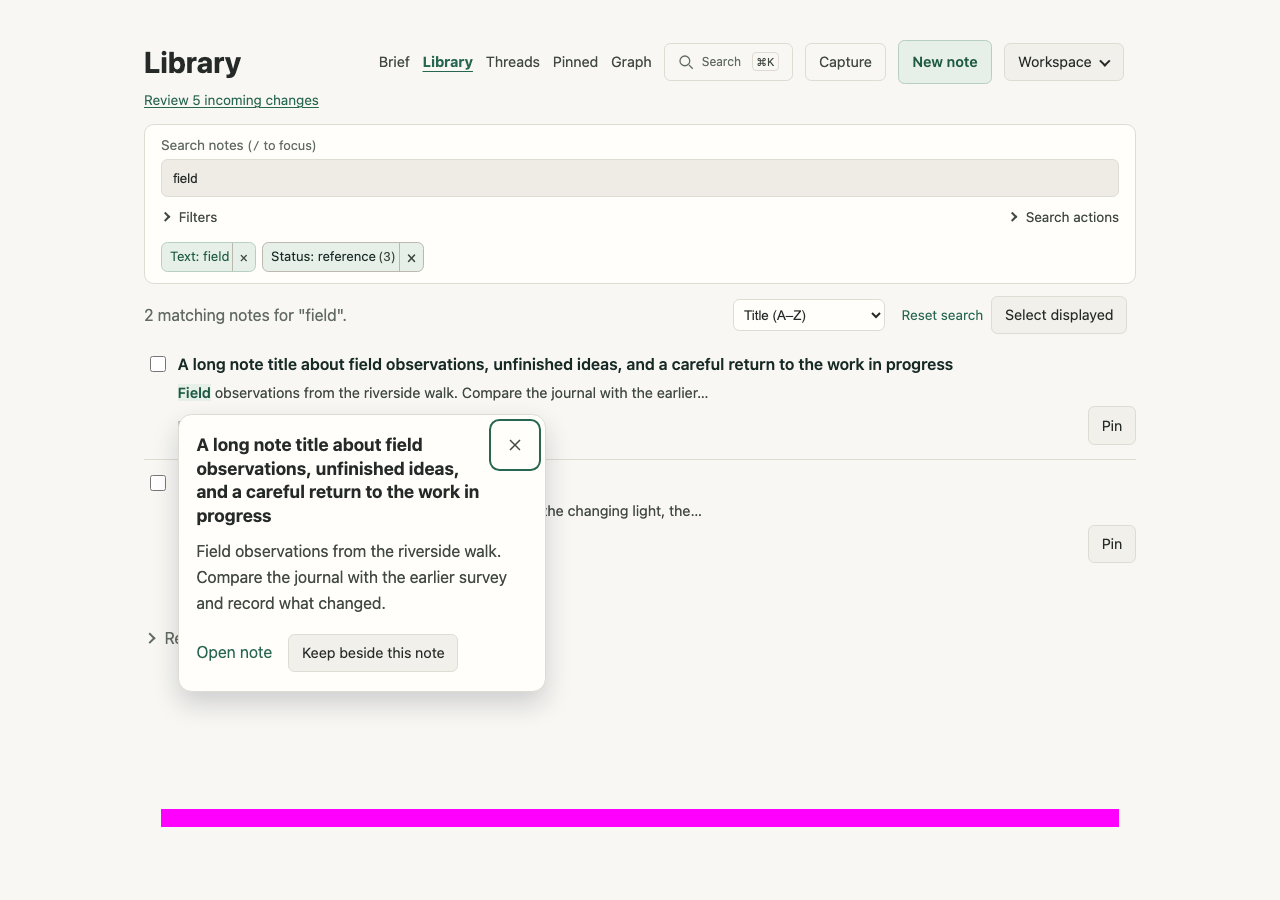 Library
Brief Library Threads Pinned Graph Search ⌘K Capture New note Workspace
Review 5 incoming changes
Search notes (/ to focus)
field
Filters Search actions
Text: field × Status: reference (3) ×
2 matching notes for "field". Title (A–Z) Reset search Select displayed
A long note title about field observations, unfinished ideas, and a careful return to the work in progress
Field observations from the riverside walk. Compare the journal with the earlier…
Pin
A long note title about field
observations, unfinished ideas,
and a careful return to the work in
progress
the changing light, the…
Pin
Field observations from the riverside walk.
Compare the journal with the earlier survey
and record what changed.
Open note Keep beside this note